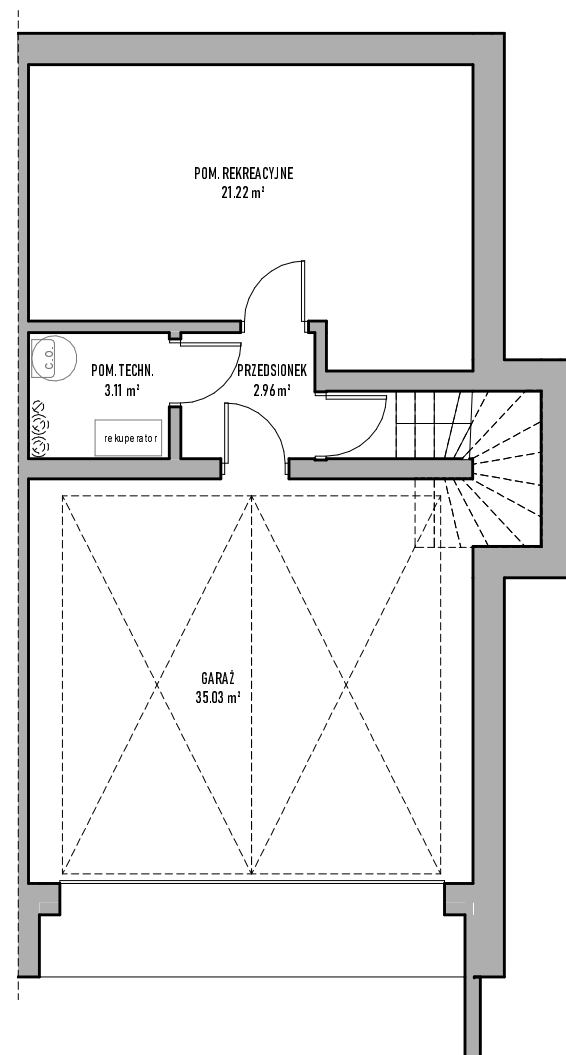 POM. REKREACYJNE
21.22 m²
C.O.
POM. TECHN.
3.11 m²
PRZEDSIONEK
2.96 m²
rekuperator
GARAŻ
35.03 m²